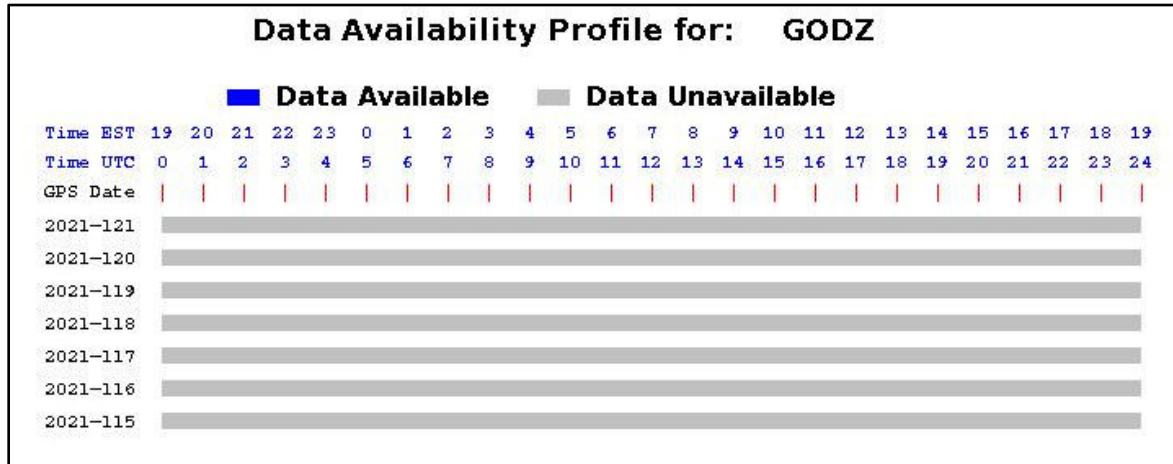 Data Availability Profile for: GODZ
Data Available Data Unavailable
Time EST 19 20 21 22 23 0 1 2 3 4 5 6 7 8 9 10 11 12 13 14 15 16 17 18 19
Time UTC 0 1 2 3 4 5 6 7 8 9 10 11 12 13 14 15 16 17 18 19 20 21 22 23 24
GPS Date
2021-121
2021-120
2021-119
2021-118
2021-117
2021-116
2021-115